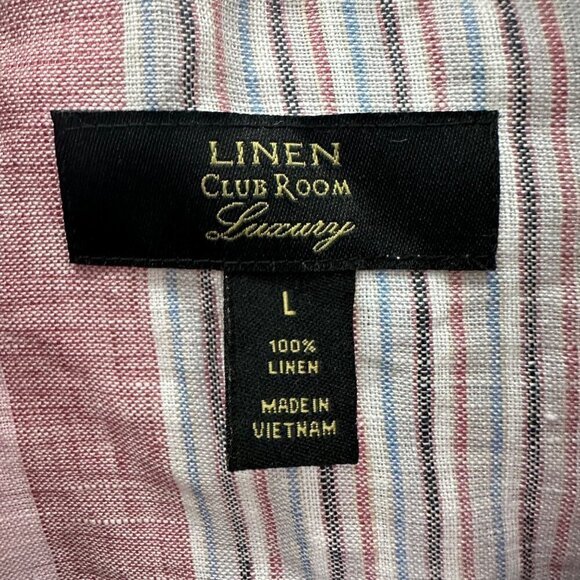 LINEN
CLUB ROOM
Luxury
L
100%
LINEN
MADE IN
VIETNAM